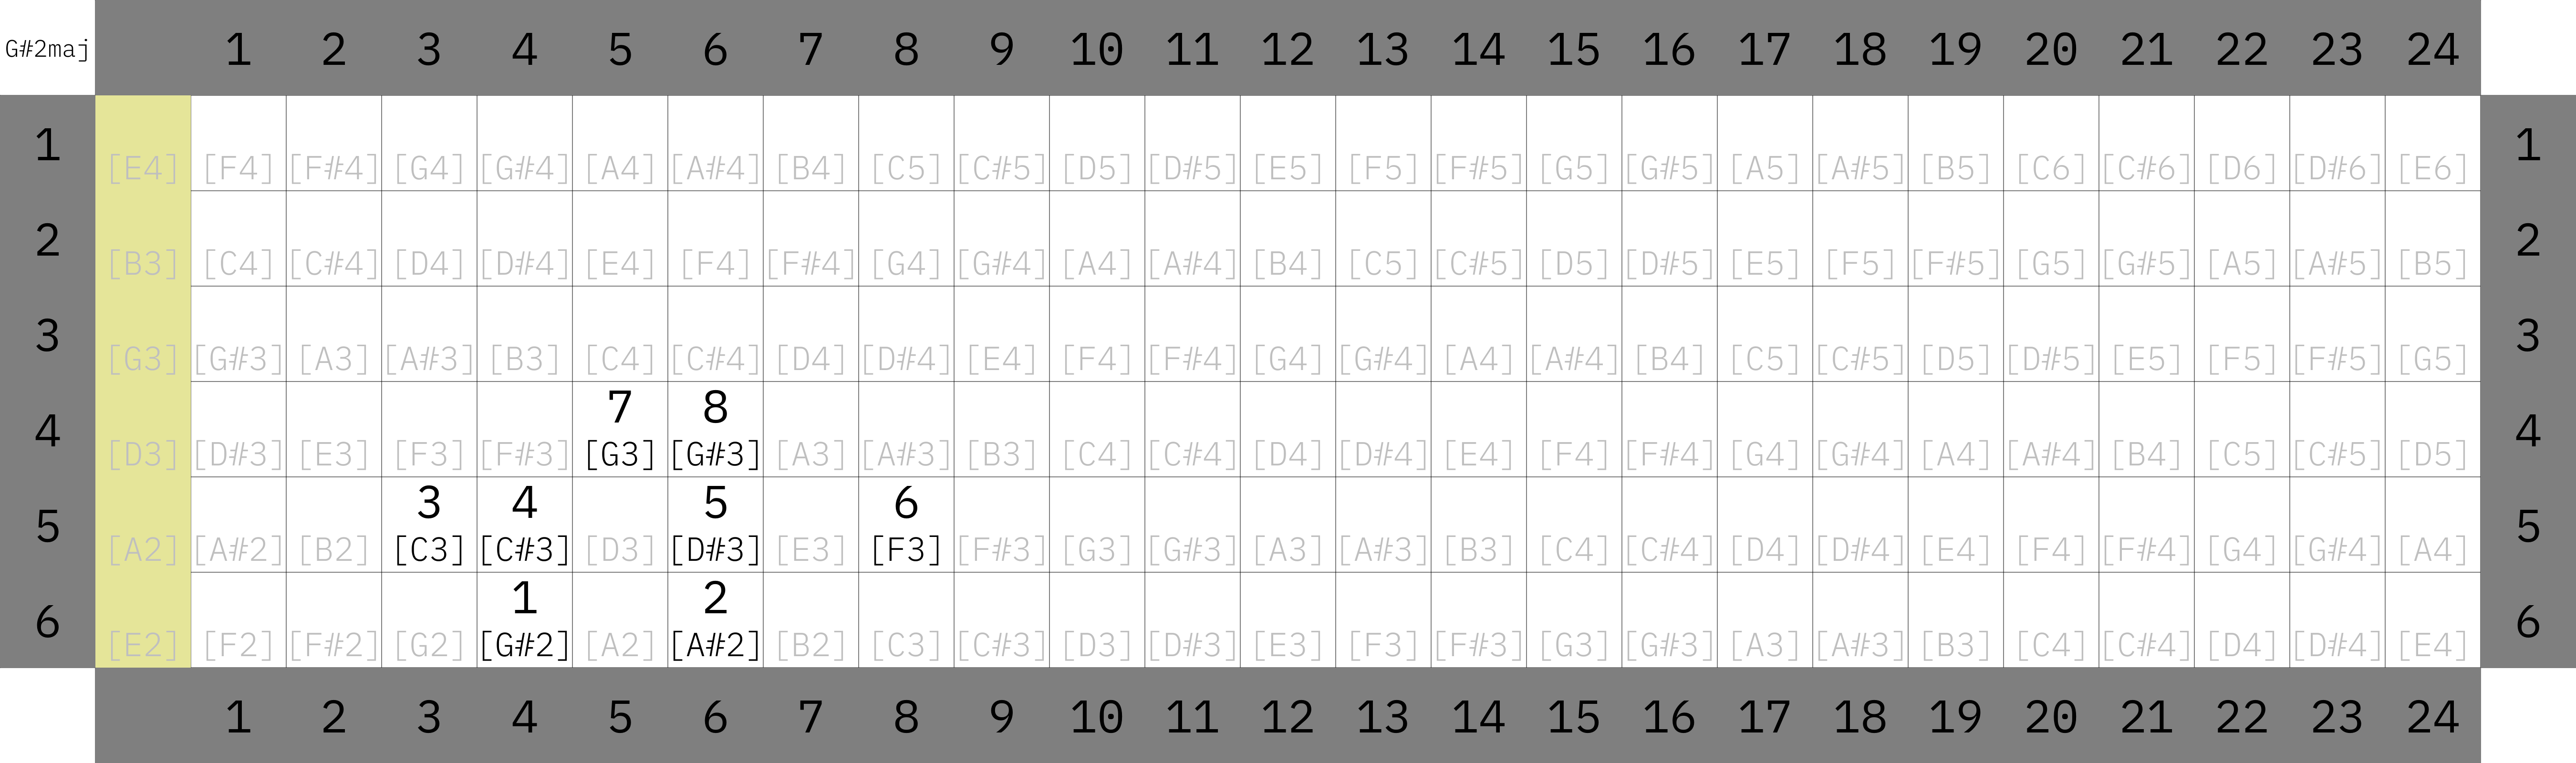 G#2maj 1 2 3 4 5 6 7 8 9 10 11 12 13 14 15 16 17 18 19 20 21 22 23 24
1 [E4] [F4] [F#4] [G4] [G#4] [A4] [A#4] [B4] [C5] [C#5] [D5] [D#5] [E5] [F5] [F#5] [G5] [G#5] [A5] [A#5] [B5] [C6] [C#6] [D6] [D#6] [E6] 1
2 [B3] [C4] [C#4] [D4] [D#4] [E4] [F4] [F#4] [G4] [G#4] [A4] [A#4] [B4] [C5] [C#5] [D5] [D#5] [E5] [F5] [F#5] [G5] [G#5] [A5] [A#5] [B5] 2
3 [G3] [G#3] [A3] [A#3] [B3] [C4] [C#4] [D4] [D#4] [E4] [F4] [F#4] [G4] [G#4] [A4] [A#4] [B4] [C5] [C#5] [D5] [D#5] [E5] [F5] [F#5] [G5] 3
7 8
4 [D3] [D#3] [E3] [F3] [F#3] [G3] [G#3] [A3] [A#3] [B3] [C4] [C#4] [D4] [D#4] [E4] [F4] [F#4] [G4] [G#4] [A4] [A#4] [B4] [C5] [C#5] [D5] 4
3 4 5 6
5 [A2] [A#2] [B2] [C3] [C#3] [D3] [D#3] [E3] [F3] [F#3] [G3] [G#3] [A3] [A#3] [B3] [C4] [C#4] [D4] [D#4] [E4] [F4] [F#4] [G4] [G#4] [A4] 5
1 2
6 [E2] [F2] [F#2] [G2] [G#2] [A2] [A#2] [B2] [C3] [C#3] [D3] [D#3] [E3] [F3] [F#3] [G3] [G#3] [A3] [A#3] [B3] [C4] [C#4] [D4] [D#4] [E4] 6
1 2 3 4 5 6 7 8 9 10 11 12 13 14 15 16 17 18 19 20 21 22 23 24